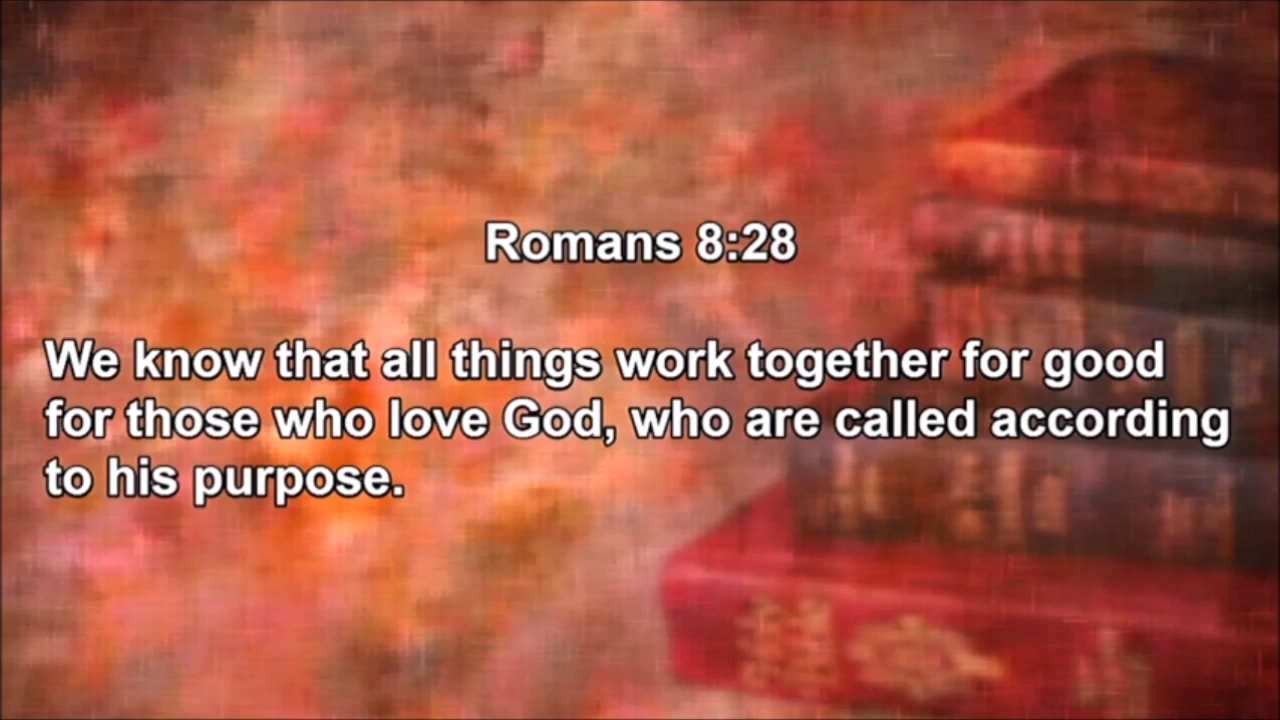 Romans 8:28
We know that all things work together for good
for those who love God, who are called according
to his purpose.